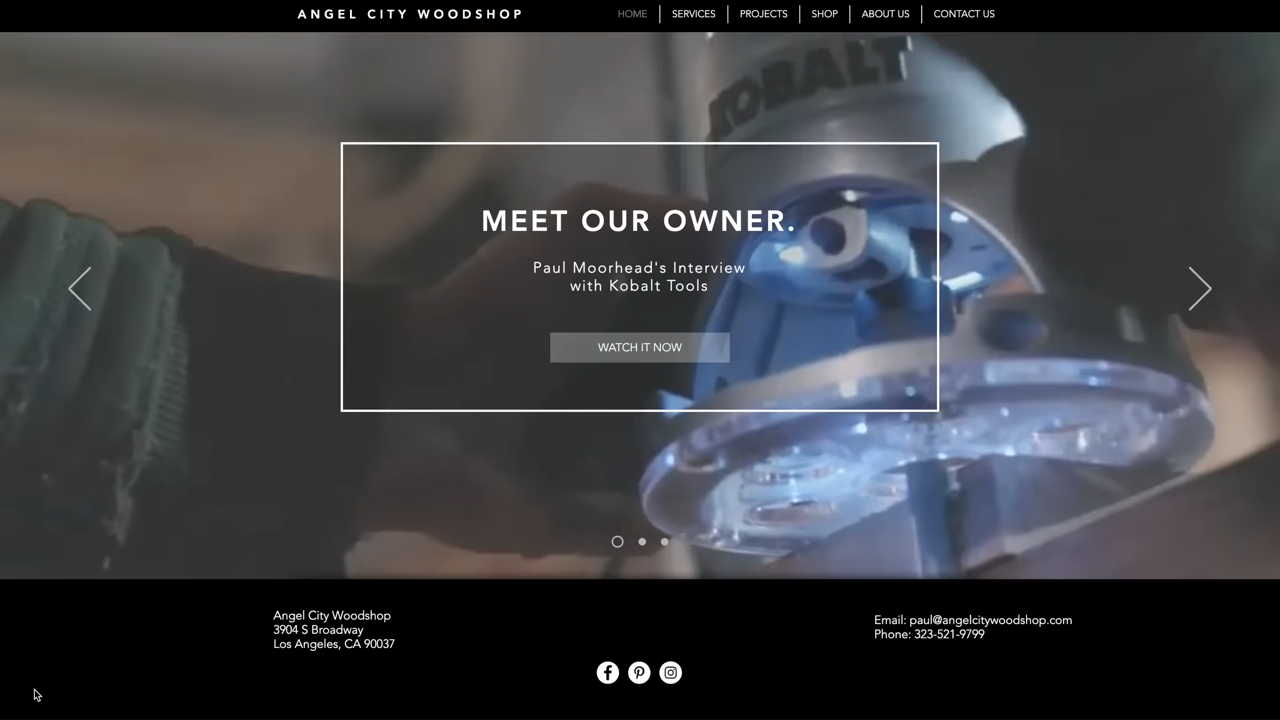 ANGEL CITY WOODSHOP
HOME
SERVICES
PROJECTS
SHOP
ABOUT US
CONTACT US
KOBALT
MEET OUR OWNER.
Paul Moorhead's Interview
with Kobalt Tools
WATCH IT NOW
Angel City Woodshop
3904 S Broadway
Los Angeles, CA 90037
Email: paul@angelcitywoodshop.com
Phone: 323-521-9799